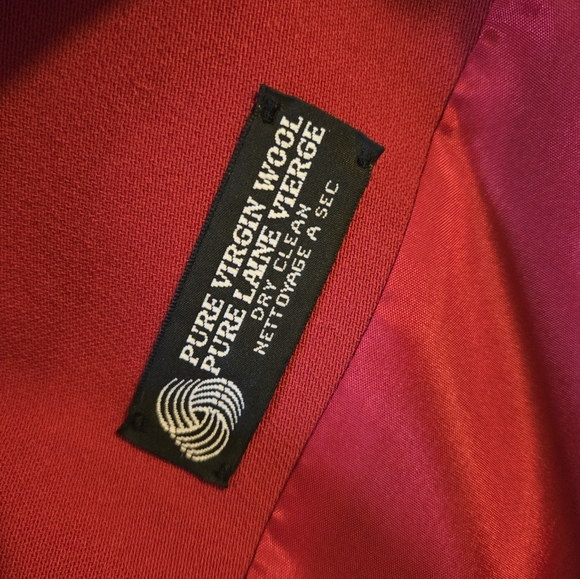 PURE VIRGIN WOOL
PURE LAINE VIERGE
DRY CLEAN
NETTOYAGE A SEC